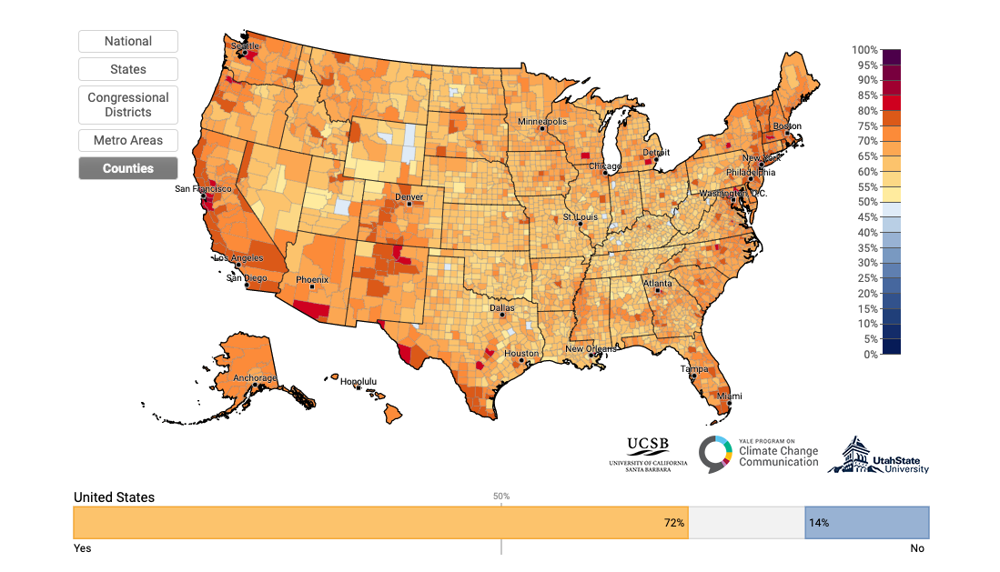 National
States
Congressional
Districts
Metro Areas
Counties
Seattle
Minneapolis
Boston
Detroit
Chicago
New York
Philadelphia
San Francisco
Denver
Washington, D.C.
St. Louis
Los Angeles
San Diego
Phoenix
Atlanta
Dallas
Houston
New Orleans
Tampa
Miami
Anchorage
Honolulu
100%
95%
90%
85%
80%
75%
70%
65%
60%
55%
50%
45%
40%
35%
30%
25%
20%
15%
10%
5%
0%
UCSB
UNIVERSITY OF CALIFORNIA
SANTA BARBARA
YALE PROGRAM ON
Climate Change
Communication
UtahState
University
United States
50%
72%
14%
Yes
No